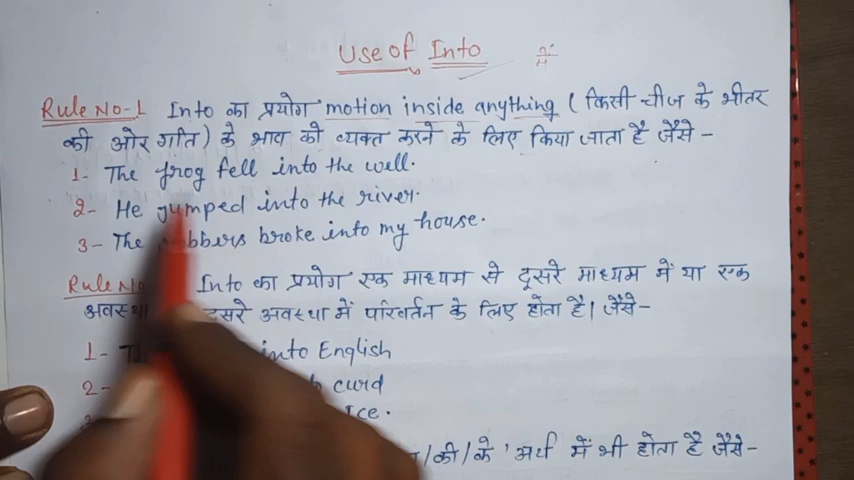 Use of Into
Rule No-1 Into का प्रयोग motion inside anything (किसी चीज के भीतर
की ओर गति) के भाव को व्यक्त करने के लिए किया जाता है जैसे -
1- The frog fell into the well.
2- He jumped into the river.
3- The robbers broke into my house.
Rule No Into का प्रयोग एक माध्यम से दूसरे माध्यम में या एक
अवस्था दूसरे अवस्था में परिवर्तन के लिए होता है। जैसे -
1- into English
2- curd
Ice.
/की/के ' अर्थ में भी होता है जैसे -